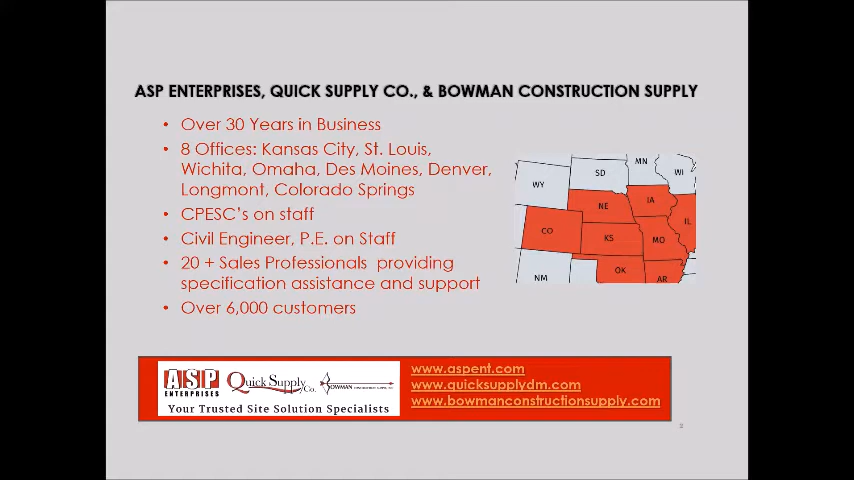 ASP ENTERPRISES, QUICK SUPPLY CO., & BOWMAN CONSTRUCTION SUPPLY
• Over 30 Years in Business
• 8 Offices: Kansas City, St. Louis,
Wichita, Omaha, Des Moines, Denver,
Longmont, Colorado Springs
• CPESC's on staff
• Civil Engineer, P.E. on Staff
• 20 + Sales Professionals providing
specification assistance and support
• Over 6,000 customers
MN
WI
SD
WY
IA
NE
IL
CO
KS
MO
OK
NM
AR
ASP
ENTERPRISES
Quick Supply Co.
BOWMAN CONSTRUCTION SUPPLY
Your Trusted Site Solution Specialists
www.aspent.com
www.quicksupplydm.com
www.bowmanconstructionsupply.com